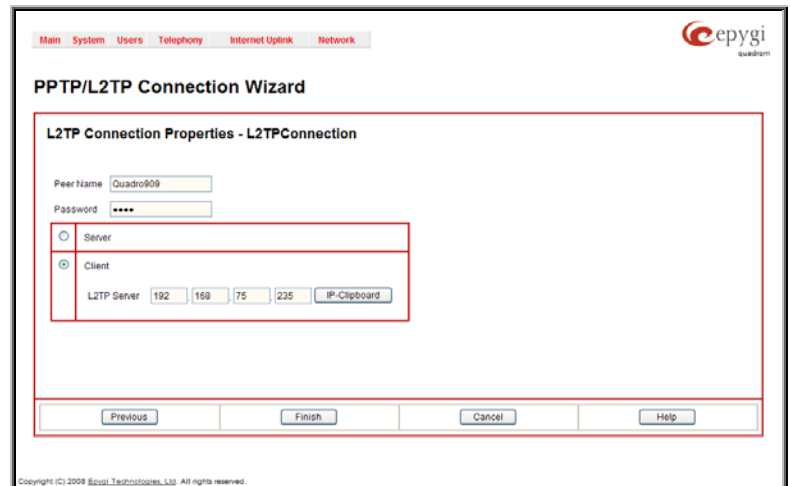 Main System Users Telephony Internet Uplink Network
epygi
quadrom
PPTP/L2TP Connection Wizard
L2TP Connection Properties - L2TPConnection
Peer Name Quadro909
Password ••••
Server
Client
L2TP Server 192 . 168 . 75 . 235 IP-Clipboard
Previous Finish Cancel Help
Copyright (C) 2008 Epygi Technologies, Ltd. All rights reserved.